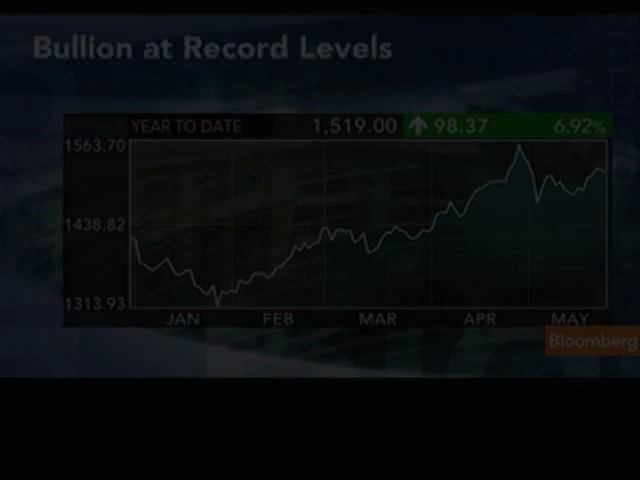 Bullion at Record Levels
YEAR TO DATE 1,519.00 98.37 6.92%
1563.70
1438.82
1313.93
JAN FEB MAR APR MAY
Bloomberg